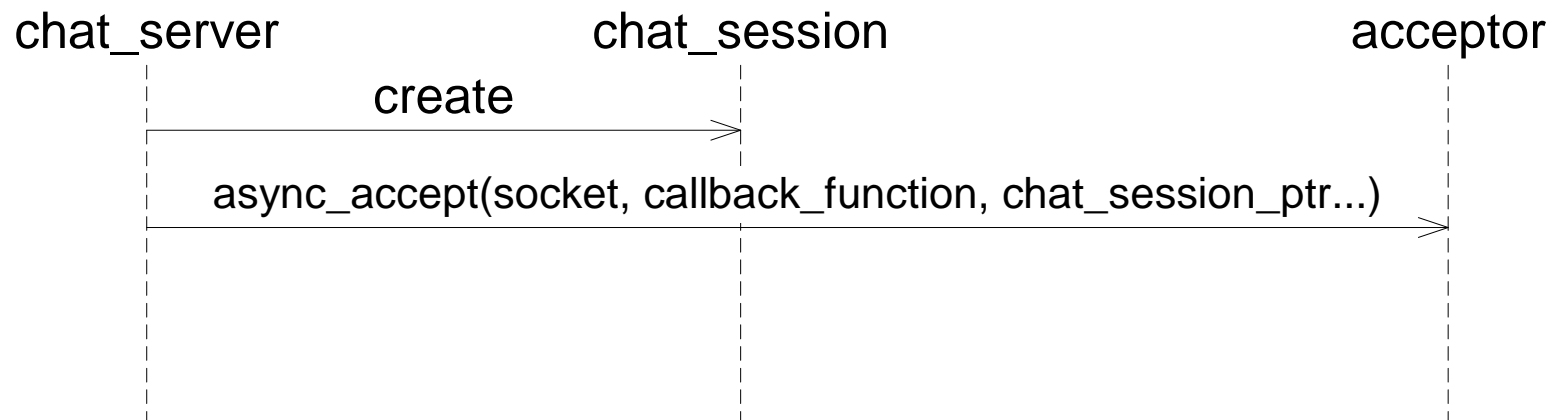 chat_server chat_session acceptor
create
async_accept(socket, callback_function, chat_session_ptr...)